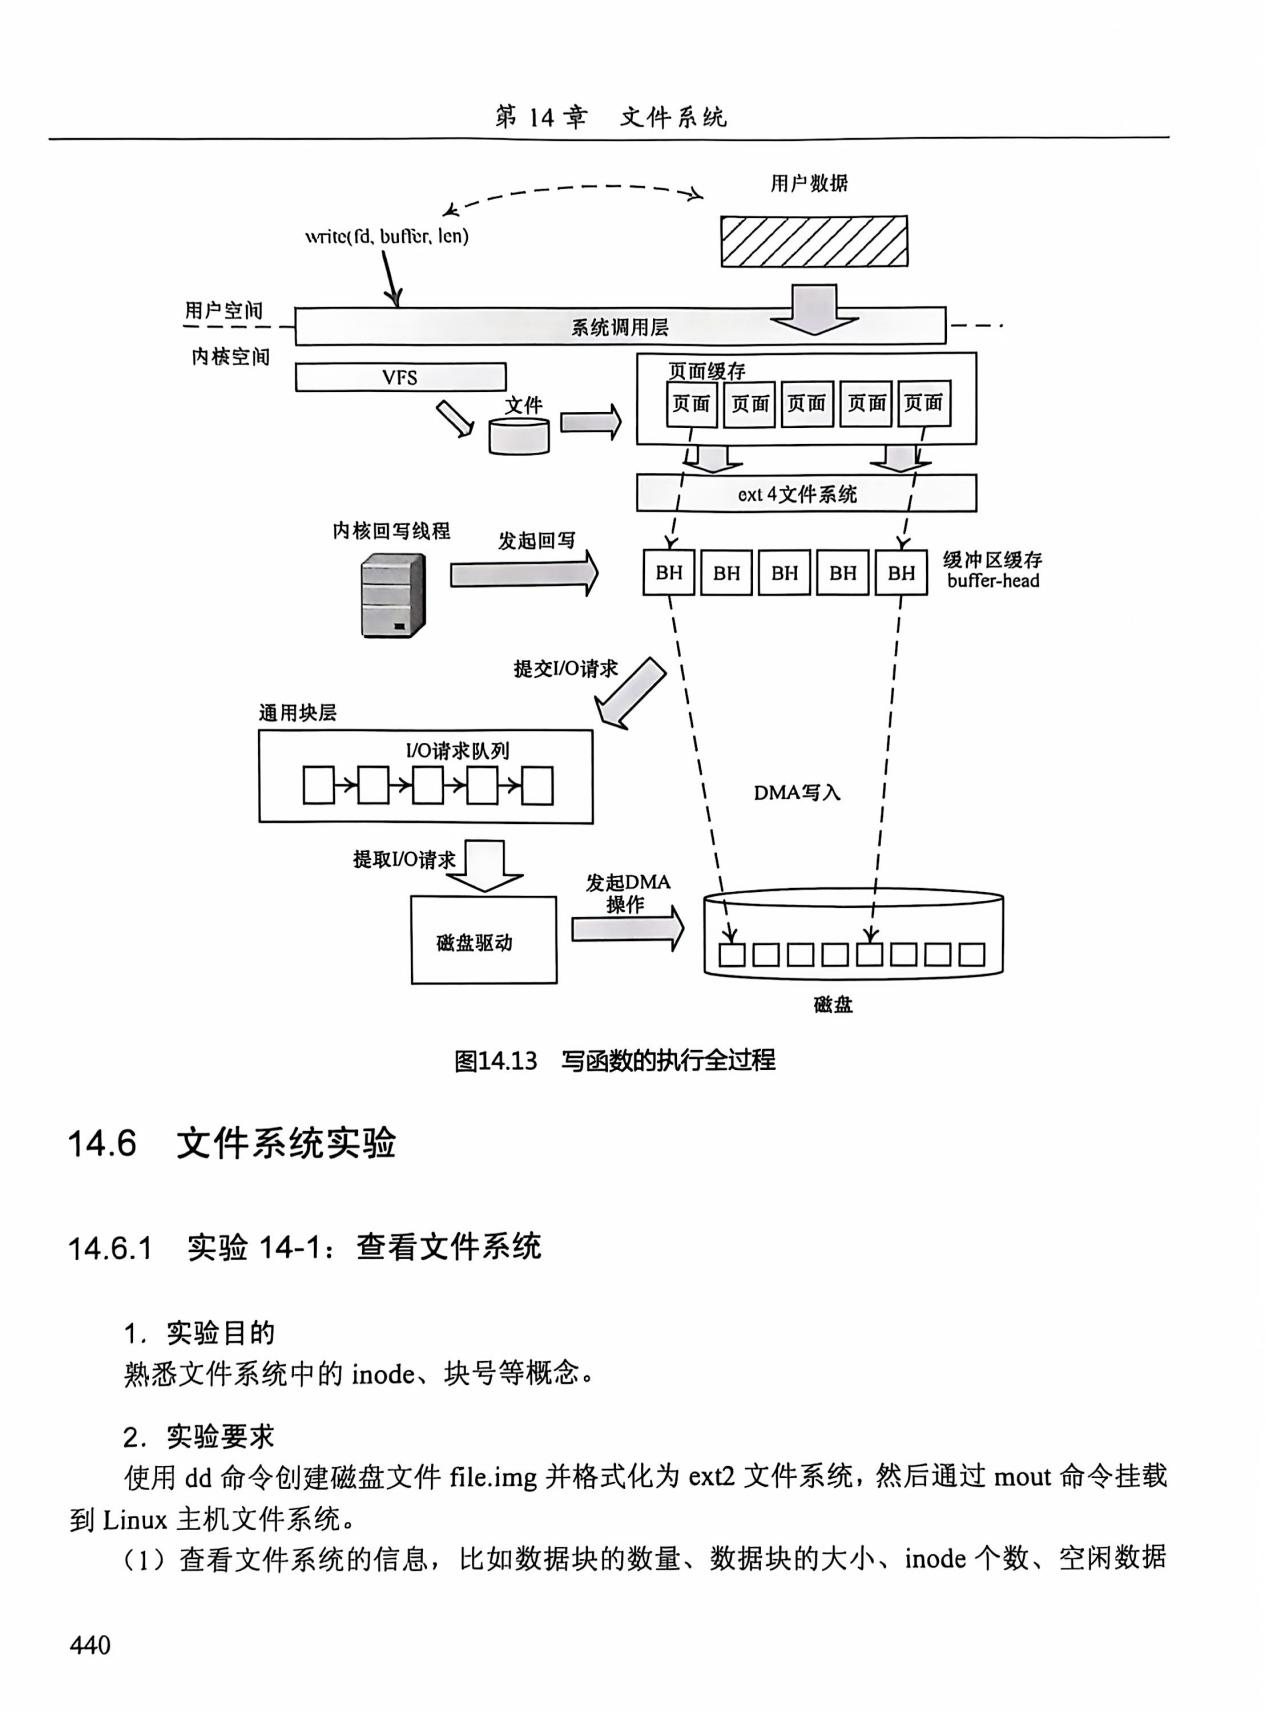 第 14 章 文件系统
用户数据
write(fd, buffer, len)
用户空间
系统调用层
内核空间
VFS
页面缓存
文件
页面 页面 页面 页面 页面
ext 4文件系统
内核回写线程
发起回写
BH BH BH BH BH
缓冲区缓存
buffer-head
提交I/O请求
通用块层
I/O请求队列
DMA写入
提取I/O请求
发起DMA
操作
磁盘驱动
磁盘
图14.13 写函数的执行全过程
14.6 文件系统实验
14.6.1 实验 14-1：查看文件系统
1．实验目的
熟悉文件系统中的 inode、块号等概念。
2．实验要求
使用 dd 命令创建磁盘文件 file.img 并格式化为 ext2 文件系统，然后通过 mout 命令挂载
到 Linux 主机文件系统。
（1）查看文件系统的信息，比如数据块的数量、数据块的大小、inode 个数、空闲数据
440